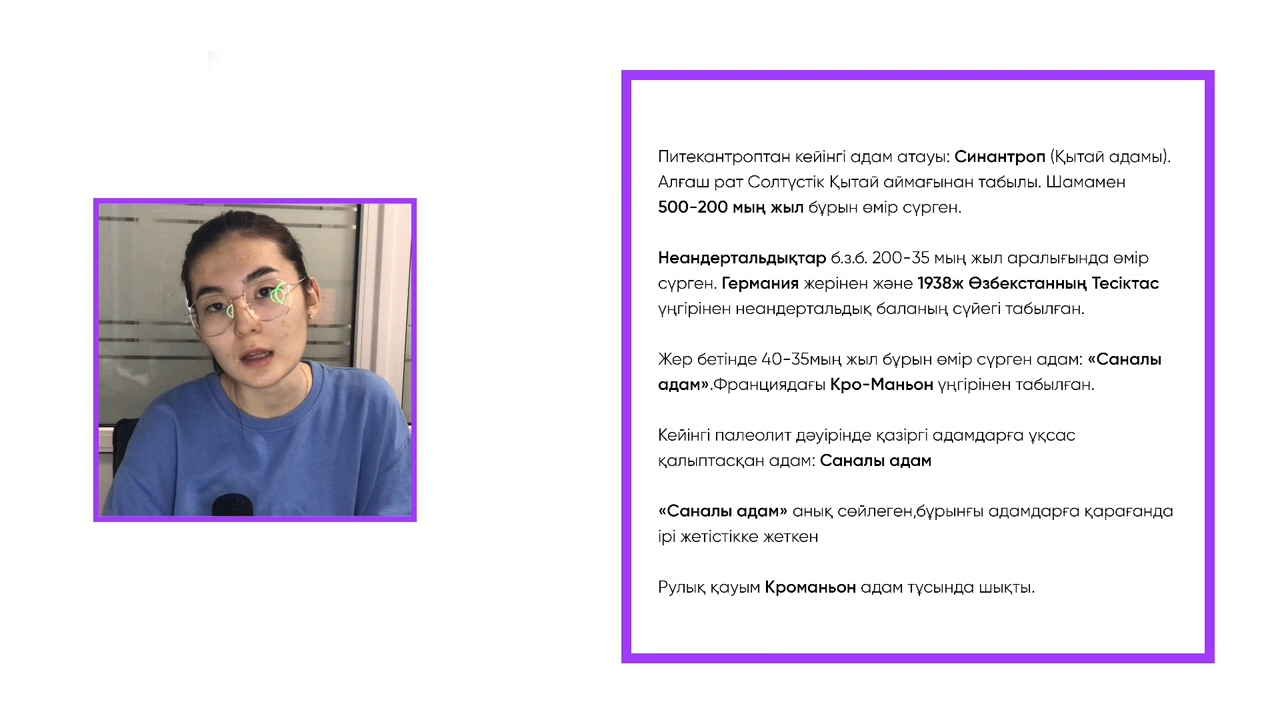 Питекантроптан кейінгі адам атауы: Синантроп (Қытай адамы).
Алғаш рат Солтүстік Қытай аймағынан табылы. Шамамен
500-200 мың жыл бұрын өмір сүрген.
Неандертальдықтар б.з.б. 200-35 мың жыл аралығында өмір
сүрген. Германия жерінен және 1938ж Өзбекстанның Тесіктас
үңгірінен неандертальдық баланың сүйегі табылған.
Жер бетінде 40-35мың жыл бұрын өмір сүрген адам: «Саналы
адам».Франциядағы Кро-Маньон үңгірінен табылған.
Кейінгі палеолит дәуірінде қазіргі адамдарға ұқсас
қалыптасқан адам: Саналы адам
«Саналы адам» анық сөйлеген,бұрынғы адамдарға қарағанда
ірі жетістікке жеткен
Рулық қауым Кроманьон адам тұсында шықты.